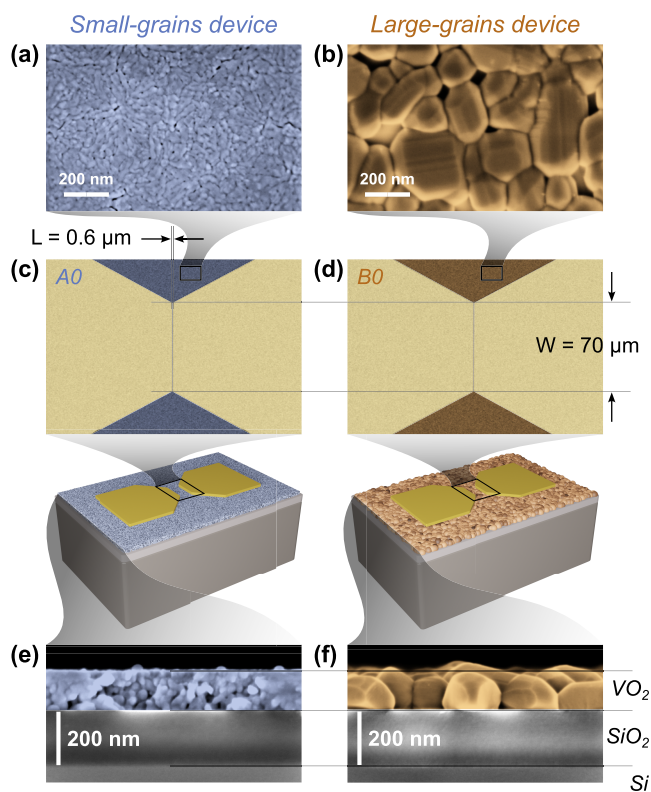 Small-grains device
Large-grains device
(a)
(b)
200 nm
200 nm
L = 0.6 µm
(c)
(d)
A0
B0
W = 70 µm
(e)
(f)
VO₂
200 nm
200 nm
SiO₂
Si